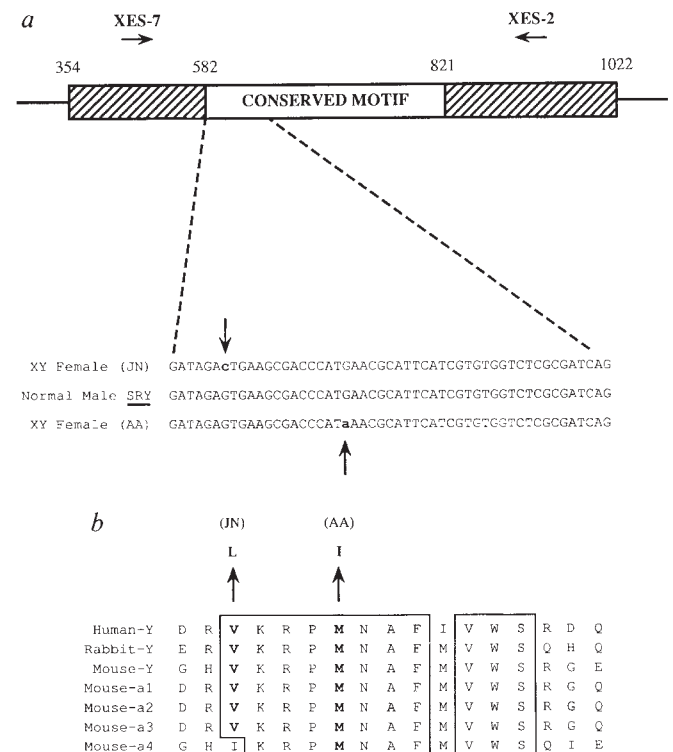 a
XES-7 XES-2
354 582 821 1022
CONSERVED MOTIF
XY Female (JN) GATAGAcTGAAGCGACCCATGAACGCATTCATCGTGTGGTCTCGCGATCAG
Normal Male SRY GATAGAGTGAAGCGACCCATGAACGCATTCATCGTGTGGTCTCGCGATCAG
XY Female (AA) GATAGAGTGAAGCGACCCATaAACGCATTCATCGTGTGGTCTCGCGATCAG
b
(JN) (AA)
L I
Human-Y D R V K R P M N A F I V W S R D Q
Rabbit-Y E R V K R P M N A F M V W S Q H Q
Mouse-Y G H V K R P M N A F M V W S R G E
Mouse-a1 D R V K R P M N A F M V W S R G Q
Mouse-a2 D R V K R P M N A F M V W S R G Q
Mouse-a3 D R V K R P M N A F M V W S R G Q
Mouse-a4 G H I K R P M N A F M V W S Q I E